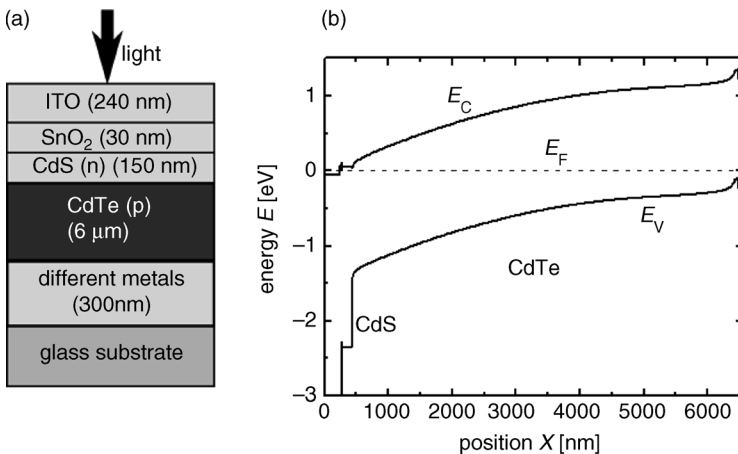 (a)
light
ITO (240 nm)
SnO2 (30 nm)
CdS (n) (150 nm)
CdTe (p)
(6 μm)
different metals
(300nm)
glass substrate
(b)
energy E [eV]
1
0
–1
–2
–3
EC
EF
EV
CdTe
CdS
0 1000 2000 3000 4000 5000 6000
position X [nm]